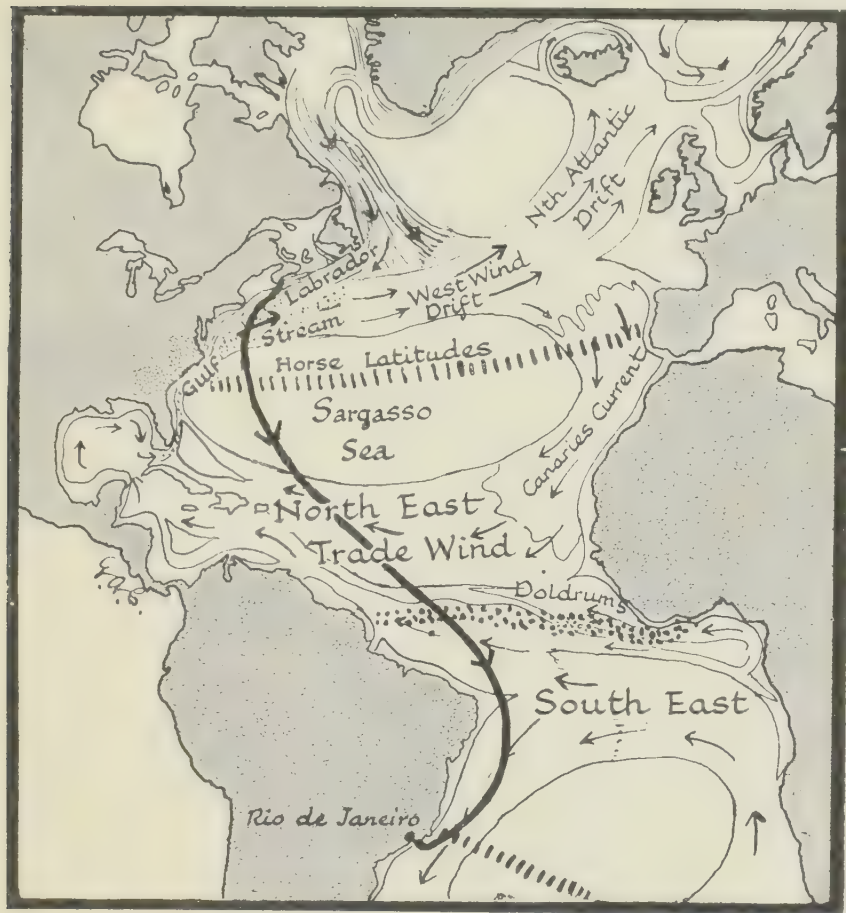 Nth Atlantic
Drift
Labrador
West Wind
Drift
Gulf Stream
Horse Latitudes
Sargasso
Sea
Canaries Current
North East
Trade Wind
Doldrums
South East
Rio de Janeiro